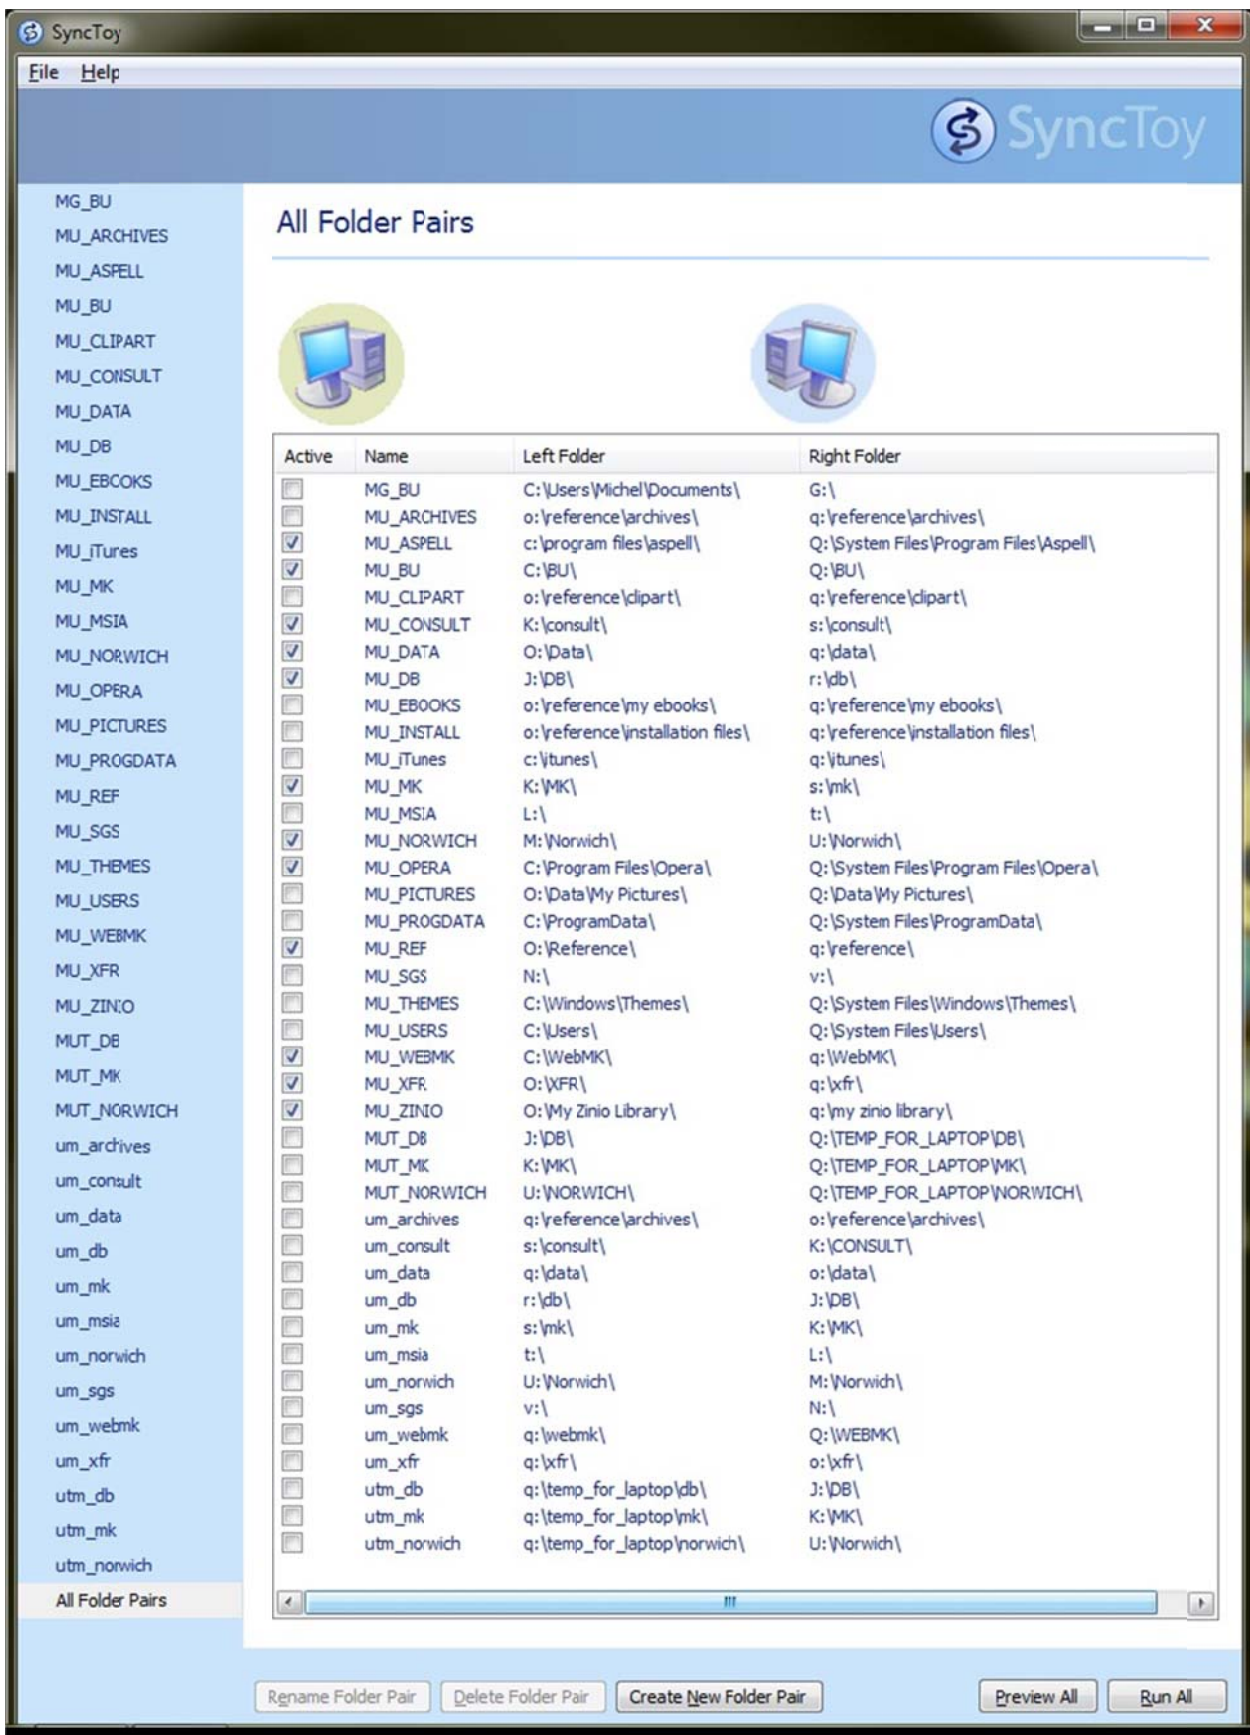 SyncToy
File Help
SyncToy
MG_BU
MU_ARCHIVES
MU_ASPELL
MU_BU
MU_CLIPART
MU_CONSULT
MU_DATA
MU_DB
MU_EBOOKS
MU_INSTALL
MU_iTunes
MU_MK
MU_MSIA
MU_NORWICH
MU_OPERA
MU_PICTURES
MU_PROGDATA
MU_REF
MU_SGS
MU_THEMES
MU_USERS
MU_WEBMK
MU_XFR
MU_ZINIO
MUT_DB
MUT_MK
MUT_NORWICH
um_archives
um_consult
um_data
um_db
um_mk
um_msia
um_norwich
um_sgs
um_webmk
um_xfr
utm_db
utm_mk
utm_norwich
All Folder Pairs
All Folder Pairs
Active Name Left Folder Right Folder
MG_BU C:\Users\Michel\Documents\ G:\
MU_ARCHIVES o:\reference\archives\ q:\reference\archives\
MU_ASPELL c:\program files\aspell\ Q:\System Files\Program Files\Aspell\
MU_BU C:\BU\ Q:\BU\
MU_CLIPART o:\reference\clipart\ q:\reference\clipart\
MU_CONSULT K:\consult\ s:\consult\
MU_DATA O:\Data\ q:\data\
MU_DB J:\DB\ r:\db\
MU_EBOOKS o:\reference\my ebooks\ q:\reference\my ebooks\
MU_INSTALL o:\reference\installation files\ q:\reference\installation files\
MU_iTunes c:\itunes\ q:\itunes\
MU_MK K:\MK\ s:\mk\
MU_MSIA L:\ t:\
MU_NORWICH M:\Norwich\ U:\Norwich\
MU_OPERA C:\Program Files\Opera\ Q:\System Files\Program Files\Opera\
MU_PICTURES O:\Data\My Pictures\ Q:\Data\My Pictures\
MU_PROGDATA C:\ProgramData\ Q:\System Files\ProgramData\
MU_REF O:\Reference\ q:\reference\
MU_SGS N:\ v:\
MU_THEMES C:\Windows\Themes\ Q:\System Files\Windows\Themes\
MU_USERS C:\Users\ Q:\System Files\Users\
MU_WEBMK C:\WebMK\ q:\WebMK\
MU_XFR O:\XFR\ q:\xfr\
MU_ZINIO O:\My Zinio Library\ q:\my zinio library\
MUT_DB J:\DB\ Q:\TEMP_FOR_LAPTOP\DB\
MUT_MK K:\MK\ Q:\TEMP_FOR_LAPTOP\MK\
MUT_NORWICH U:\NORWICH\ Q:\TEMP_FOR_LAPTOP\NORWICH\
um_archives q:\reference\archives\ o:\reference\archives\
um_consult s:\consult\ K:\CONSULT\
um_data q:\data\ o:\data\
um_db r:\db\ J:\DB\
um_mk s:\mk\ K:\MK\
um_msia t:\ L:\
um_norwich U:\Norwich\ M:\Norwich\
um_sgs v:\ N:\
um_webmk q:\webmk\ Q:\WEBMK\
um_xfr q:\xfr\ o:\xfr\
utm_db q:\temp_for_laptop\db\ J:\DB\
utm_mk q:\temp_for_laptop\mk\ K:\MK\
utm_norwich q:\temp_for_laptop\norwich\ U:\Norwich\
Rename Folder Pair Delete Folder Pair Create New Folder Pair Preview All Run All